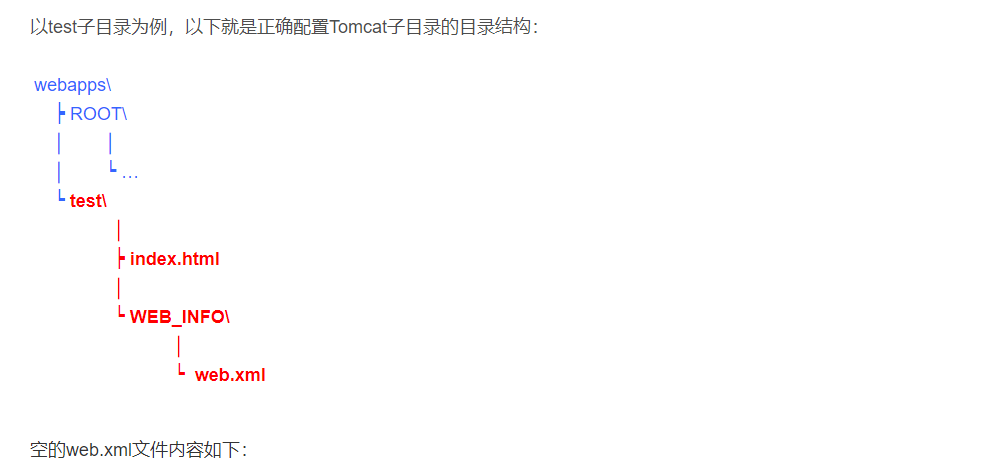 以test子目录为例，以下就是正确配置Tomcat子目录的目录结构：
webapps\
├ ROOT\
│ │
│ └ …
└ test\
│
├ index.html
│
└ WEB_INFO\
│
└ web.xml
空的web.xml文件内容如下：